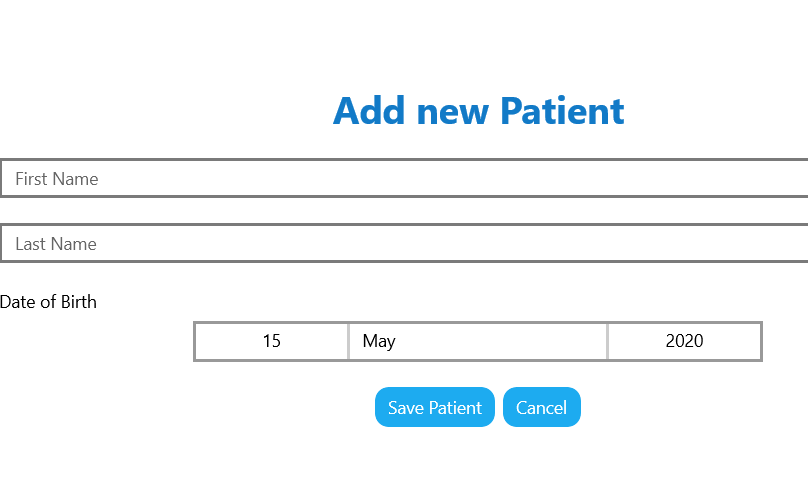 Add new Patient
First Name
Last Name
Date of Birth
15 May 2020
Save Patient Cancel